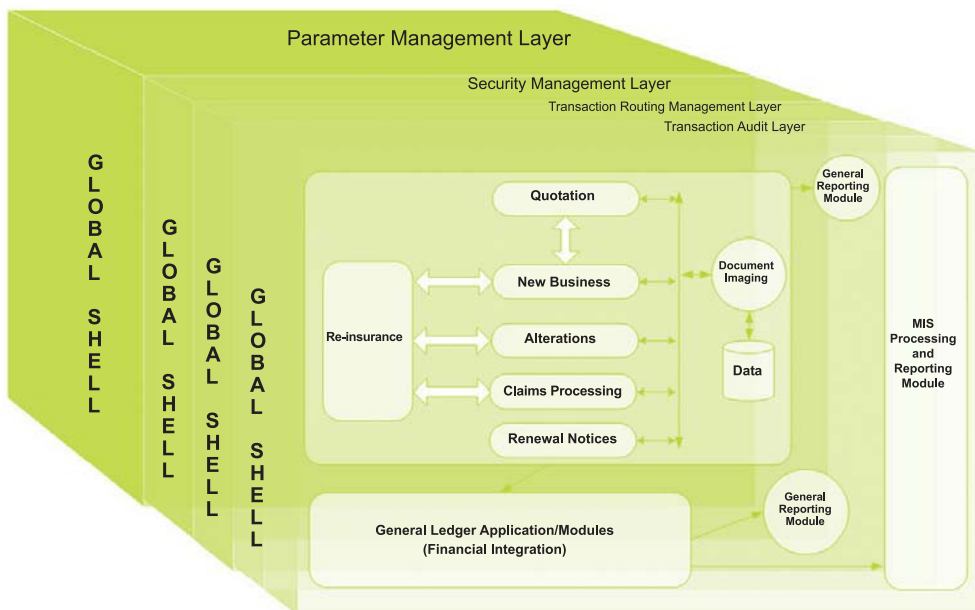 Parameter Management Layer
Security Management Layer
Transaction Routing Management Layer
Transaction Audit Layer
GLOBAL SHELL
GLOBAL SHELL
GLOBAL SHELL
GLOBAL SHELL
Quotation
New Business
Re-insurance
Alterations
Claims Processing
Renewal Notices
Document
Imaging
Data
General
Reporting
Module
MIS
Processing
and
Reporting
Module
General Ledger Application/Modules
(Financial Integration)
General
Reporting
Module